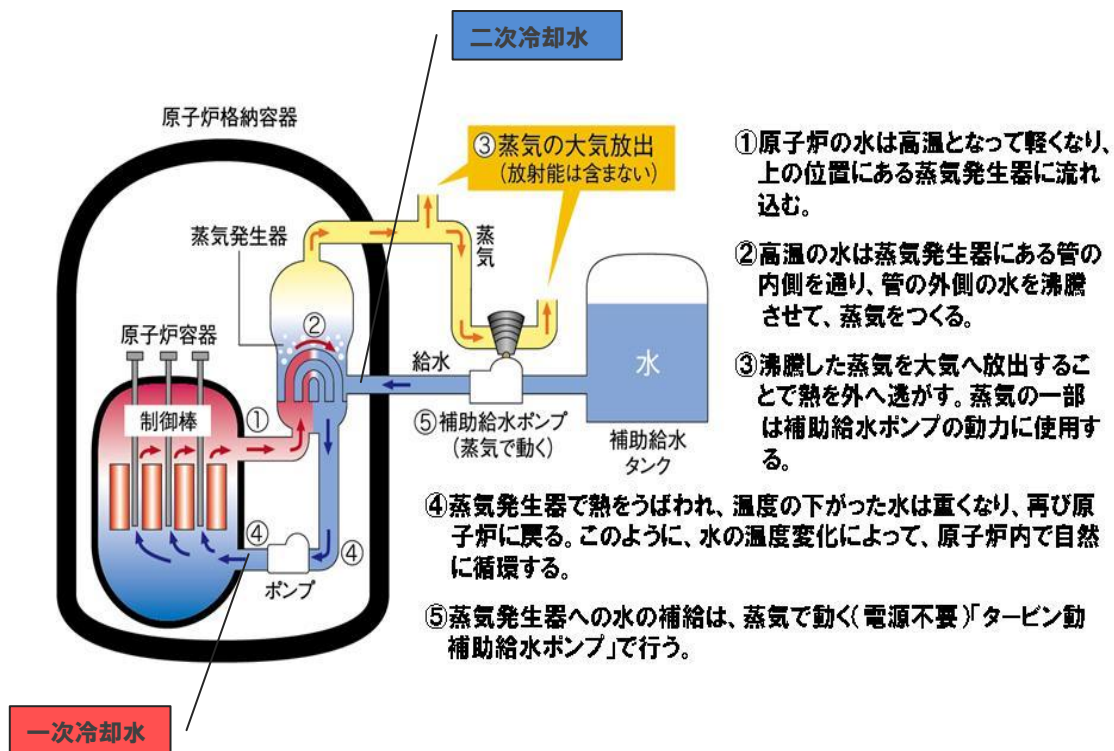 二次冷却水
原子炉格納容器
③蒸気の大気放出
(放射能は含まない)
蒸気発生器
蒸気
②
原子炉容器
給水
水
制御棒
①
⑤補助給水ポンプ
(蒸気で動く)
補助給水
タンク
④
④
ポンプ
一次冷却水
①原子炉の水は高温となって軽くなり、
上の位置にある蒸気発生器に流れ
込む。
②高温の水は蒸気発生器にある管の
内側を通り、管の外側の水を沸騰
させて、蒸気をつくる。
③沸騰した蒸気を大気へ放出するこ
とで熱を外へ逃がす。蒸気の一部
は補助給水ポンプの動力に使用す
る。
④蒸気発生器で熱をうばわれ、温度の下がった水は重くなり、再び原
子炉に戻る。このように、水の温度変化によって、原子炉内で自然
に循環する。
⑤蒸気発生器への水の補給は、蒸気で動く(電源不要)「タービン動
補助給水ポンプ」で行う。